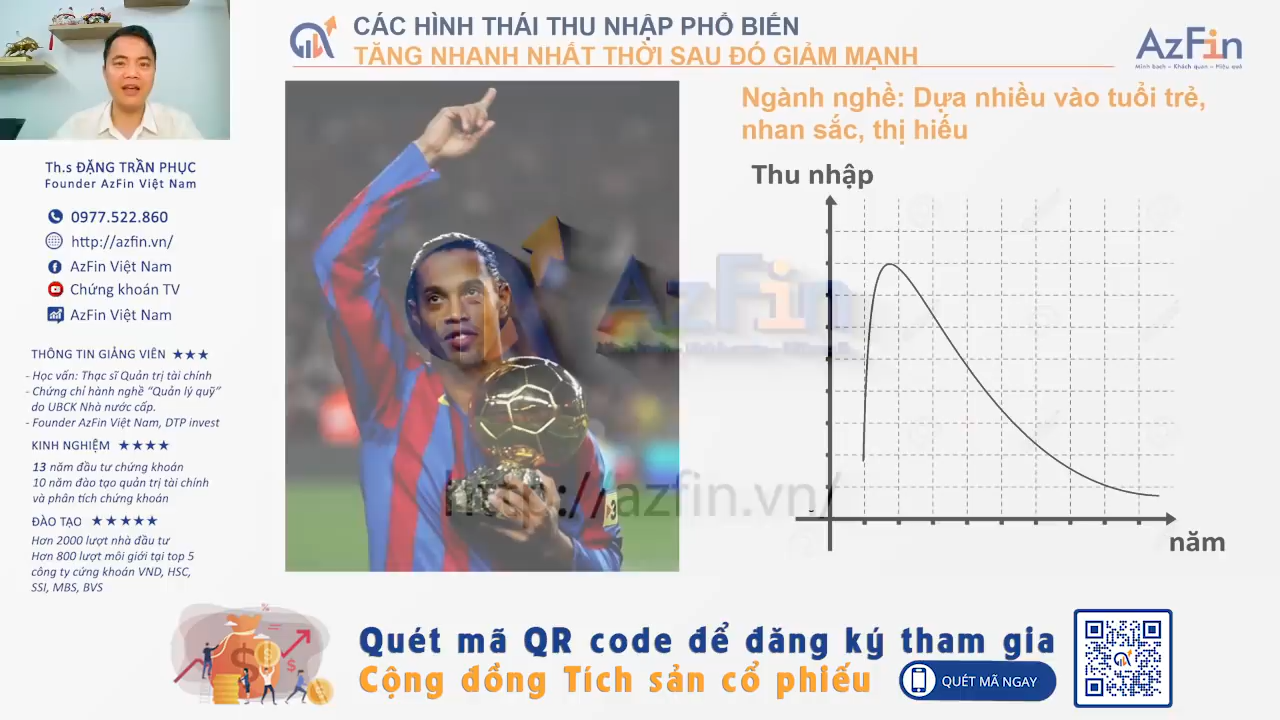 CÁC HÌNH THÁI THU NHẬP PHỔ BIẾN
TĂNG NHANH NHẤT THỜI SAU ĐÓ GIẢM MẠNH
AzFin
Minh bạch – Khách quan – Hiệu quả
Th.s ĐẶNG TRẦN PHỤC
Founder AzFin Việt Nam
0977.522.860
http://azfin.vn/
AzFin Việt Nam
Chứng khoán TV
AzFin Việt Nam
THÔNG TIN GIẢNG VIÊN
- Học vấn: Thạc sĩ Quản trị tài chính
- Chứng chỉ hành nghề “Quản lý quỹ”
do UBCK Nhà nước cấp.
- Founder AzFin Việt Nam, DTP invest
KINH NGHIỆM
13 năm đầu tư chứng khoán
10 năm đào tạo quản trị tài chính
và phân tích chứng khoán
ĐÀO TẠO
Hơn 2000 lượt nhà đầu tư
Hơn 800 lượt môi giới tại top 5
công ty cứng khoán VND, HSC,
SSI, MBS, BVS
Ngành nghề: Dựa nhiều vào tuổi trẻ,
nhan sắc, thị hiếu
Thu nhập
năm
AzFin
http://azfin.vn/
Quét mã QR code để đăng ký tham gia
Cộng đồng Tích sản cổ phiếu
QUÉT MÃ NGAY